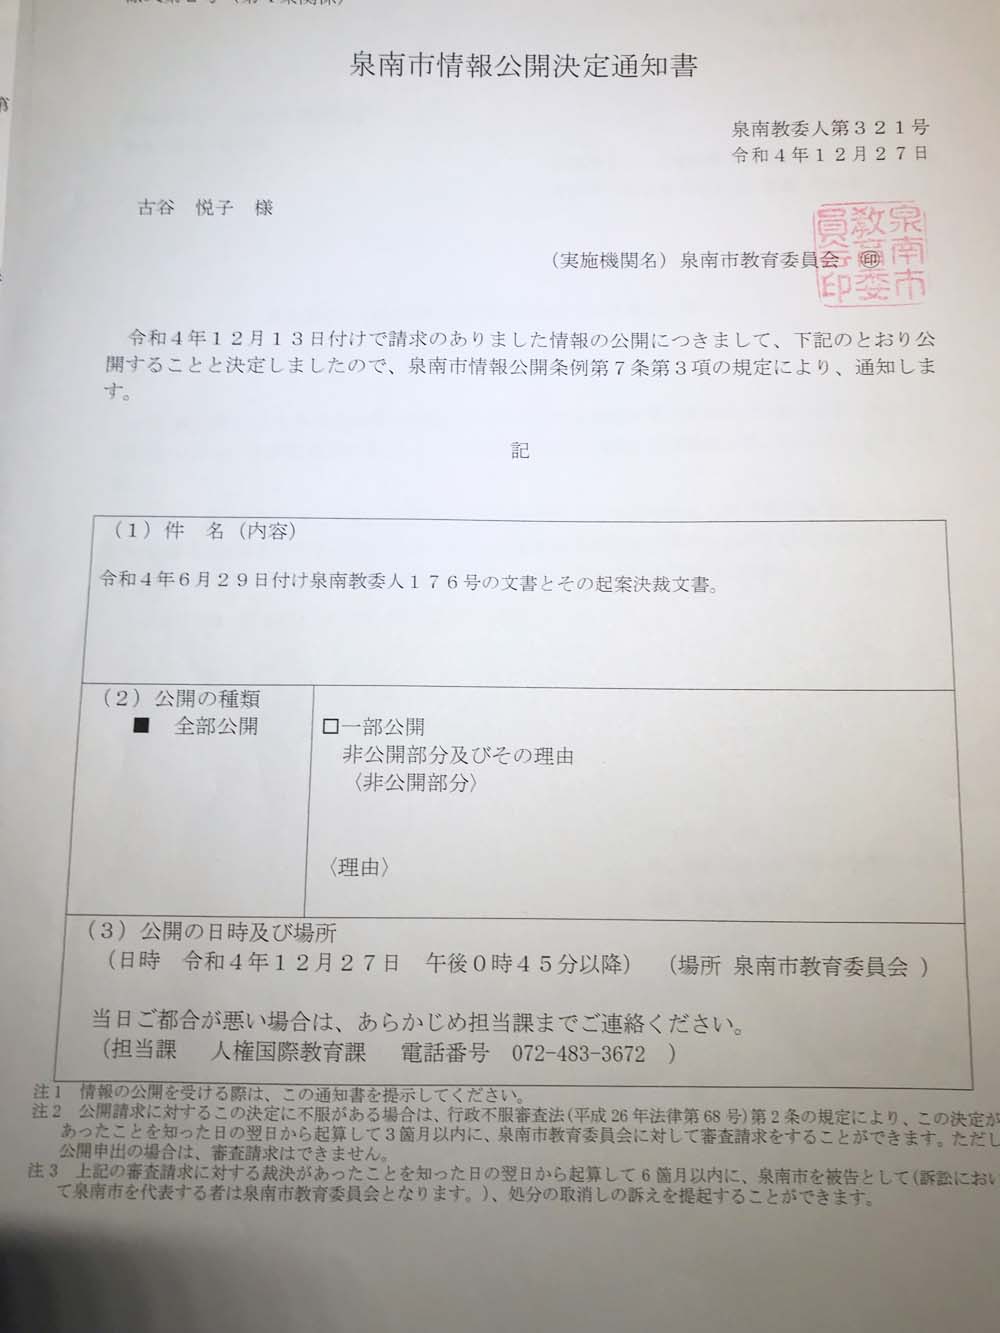 泉南市情報公開決定通知書
泉南教委人第３２１号
令和４年１２月２７日
古谷　悦子　様
（実施機関名）泉南市教育委員会　㊞
泉南市教育委員会印
令和４年１２月１３日付けで請求のありました情報の公開につきまして、下記のとおり公
開することと決定しましたので、泉南市情報公開条例第７条第３項の規定により、通知しま
す。
記
（１）件　名（内容）
令和４年６月２９日付け泉南教委人１７６号の文書とその起案決裁文書。
（２）公開の種類
■　全部公開
□一部公開
非公開部分及びその理由
〈非公開部分〉
〈理由〉
（３）公開の日時及び場所
（日時　令和４年１２月２７日　午後０時４５分以降）　（場所 泉南市教育委員会 ）
当日ご都合が悪い場合は、あらかじめ担当課までご連絡ください。
（担当課　人権国際教育課　電話番号　072-483-3672　）
注１　情報の公開を受ける際は、この通知書を提示してください。
注２　公開請求に対するこの決定に不服がある場合は、行政不服審査法(平成 26 年法律第 68 号)第２条の規定により、この決定が
あったことを知った日の翌日から起算して３箇月以内に、泉南市教育委員会に対して審査請求をすることができます。ただし
公開申出の場合は、審査請求はできません。
注３　上記の審査請求に対する裁決があったことを知った日の翌日から起算して６箇月以内に、泉南市を被告として(訴訟におい
て泉南市を代表する者は泉南市教育委員会となります。)、処分の取消しの訴えを提起することができます。